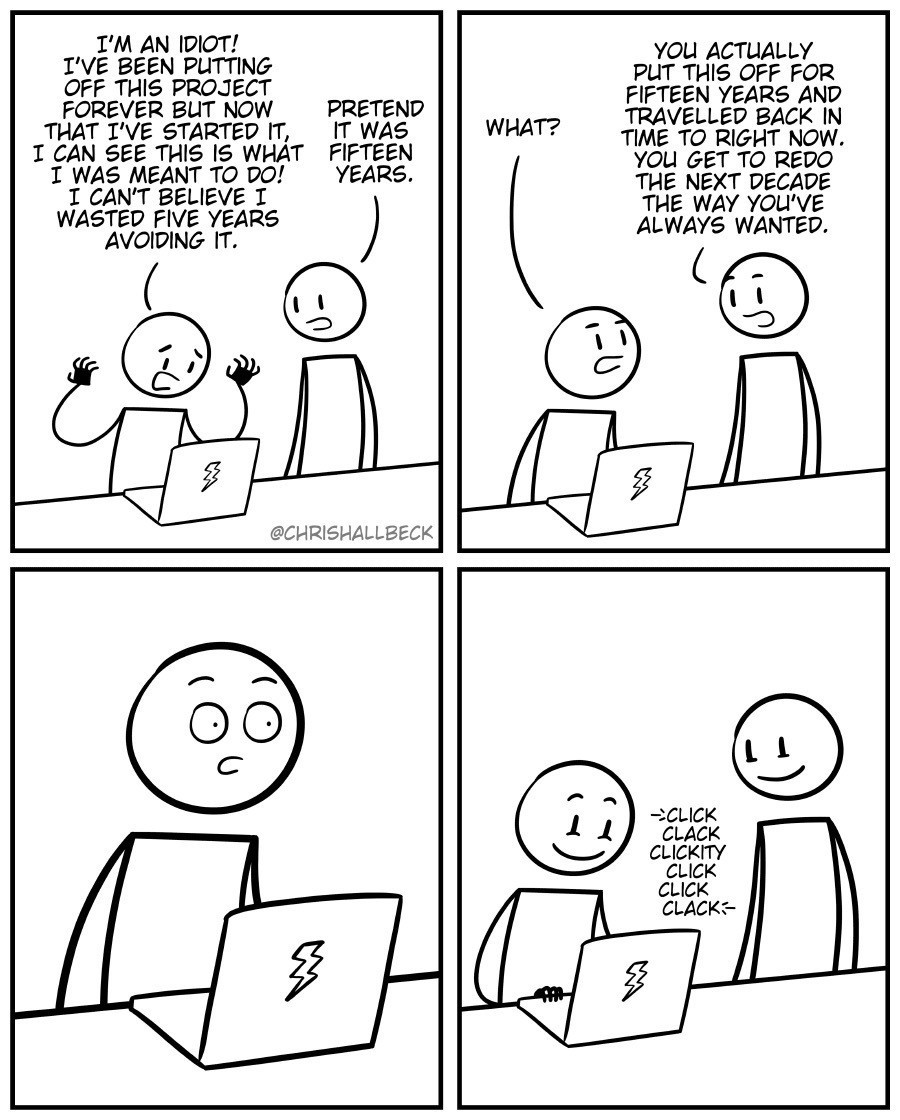 I'M AN IDIOT!
I'VE BEEN PUTTING
OFF THIS PROJECT
FOREVER BUT NOW
THAT I'VE STARTED IT,
I CAN SEE THIS IS WHAT
I WAS MEANT TO DO!
I CAN'T BELIEVE I
WASTED FIVE YEARS
AVOIDING IT.
PRETEND
IT WAS
FIFTEEN
YEARS.
@CHRISHALLBECK
WHAT?
YOU ACTUALLY
PUT THIS OFF FOR
FIFTEEN YEARS AND
TRAVELLED BACK IN
TIME TO RIGHT NOW.
YOU GET TO REDO
THE NEXT DECADE
THE WAY YOU'VE
ALWAYS WANTED.
CLICK
CLACK
CLICKITY
CLICK
CLICK
CLACK